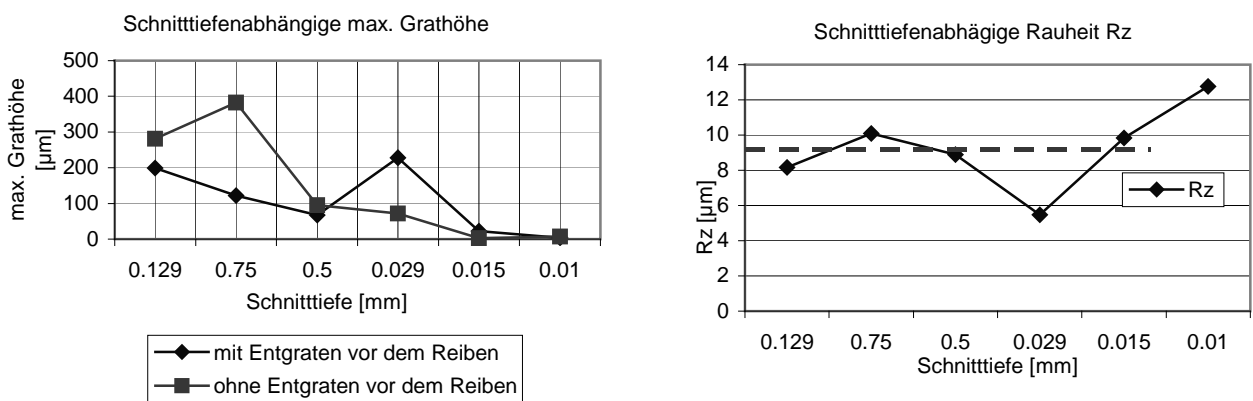 Schnitttiefenabhängige max. Grathöhe
max. Grathöhe
[µm]
500
400
300
200
100
0
0.129 0.75 0.5 0.029 0.015 0.01
Schnitttiefe [mm]
mit Entgraten vor dem Reiben
ohne Entgraten vor dem Reiben
Schnitttiefenabhägige Rauheit Rz
Rz [µm]
14
12
10
8
6
4
2
0
Rz
0.129 0.75 0.5 0.029 0.015 0.01
Schnitttiefe [mm]